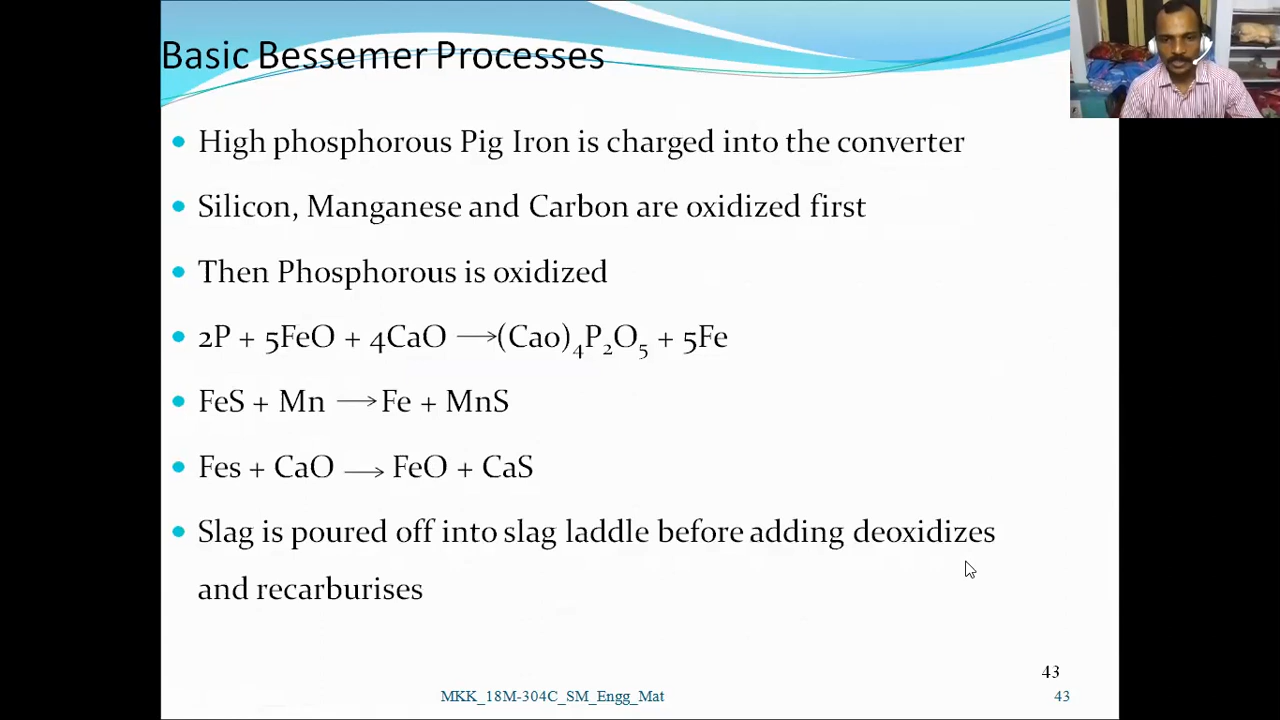 Basic Bessemer Processes
• High phosphorous Pig Iron is charged into the converter
• Silicon, Manganese and Carbon are oxidized first
• Then Phosphorous is oxidized
• 2P + 5FeO + 4CaO ⟶(Cao)₄P₂O₅ + 5Fe
• FeS + Mn ⟶ Fe + MnS
• Fes + CaO ⟶ FeO + CaS
• Slag is poured off into slag laddle before adding deoxidizes
and recarburises
43
MKK_18M-304C_SM_Engg_Mat 43